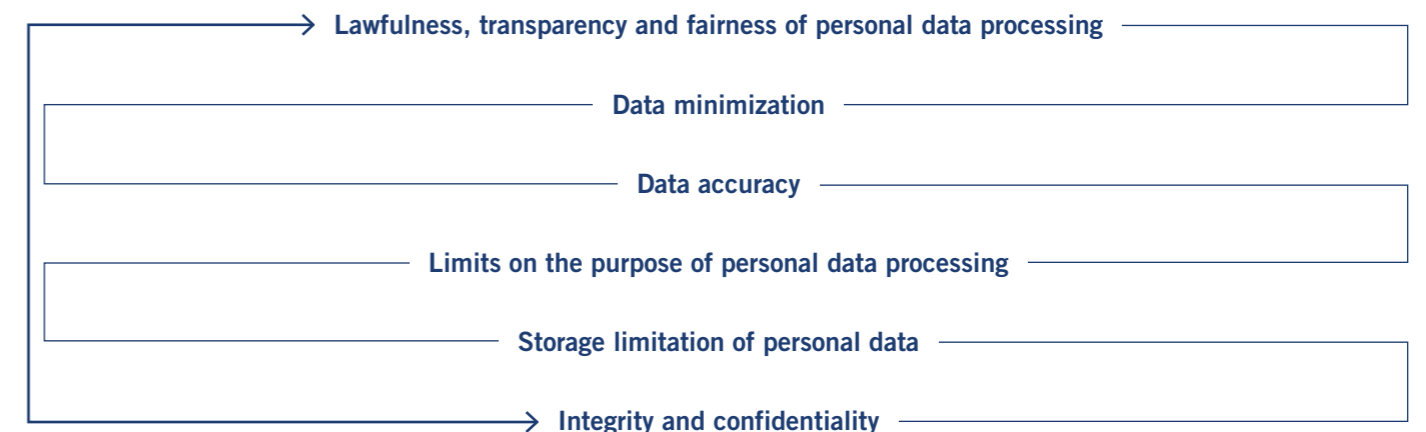 Lawfulness, transparency and fairness of personal data processing
Data minimization
Data accuracy
Limits on the purpose of personal data processing
Storage limitation of personal data
Integrity and confidentiality